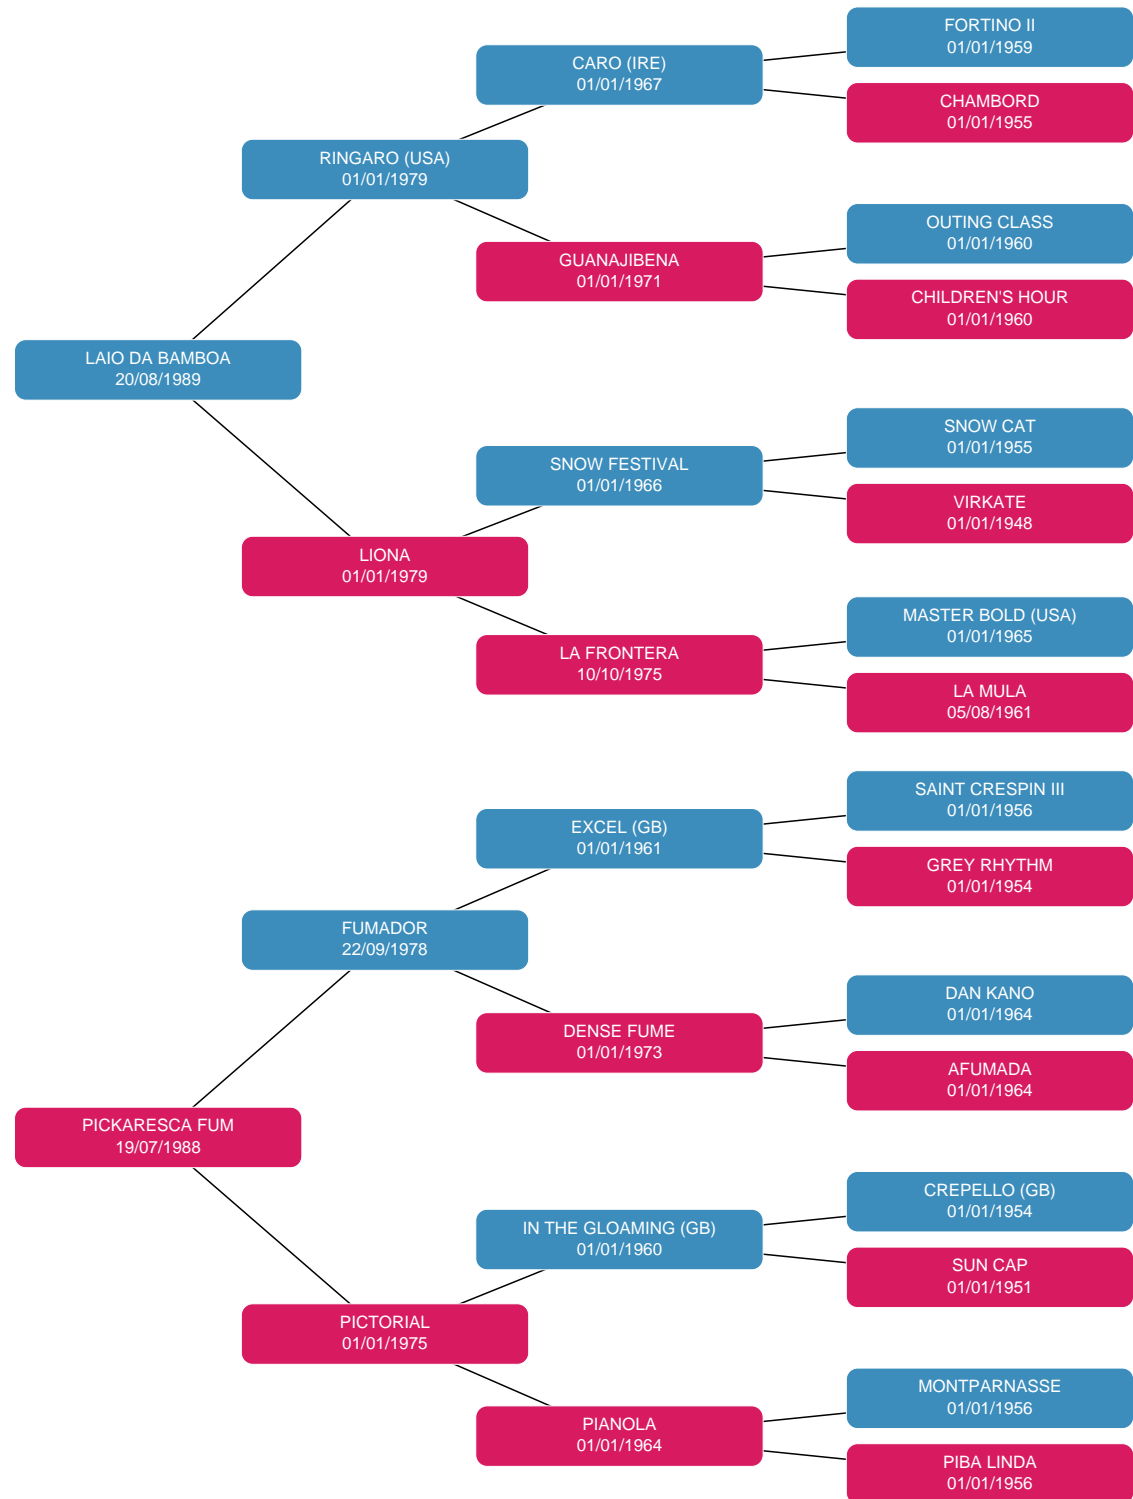 FORTINO II
01/01/1959
CARO (IRE)
01/01/1967
CHAMBORD
01/01/1955
RINGARO (USA)
01/01/1979
OUTING CLASS
01/01/1960
GUANAJIBENA
01/01/1971
CHILDREN'S HOUR
01/01/1960
LAIO DA BAMBOA
20/08/1989
SNOW CAT
01/01/1955
SNOW FESTIVAL
01/01/1966
VIRKATE
01/01/1948
LIONA
01/01/1979
MASTER BOLD (USA)
01/01/1965
LA FRONTERA
10/10/1975
LA MULA
05/08/1961
SAINT CRESPIN III
01/01/1956
EXCEL (GB)
01/01/1961
GREY RHYTHM
01/01/1954
FUMADOR
22/09/1978
DAN KANO
01/01/1964
DENSE FUME
01/01/1973
AFUMADA
01/01/1964
PICKARESCA FUM
19/07/1988
CREPELLO (GB)
01/01/1954
IN THE GLOAMING (GB)
01/01/1960
SUN CAP
01/01/1951
PICTORIAL
01/01/1975
MONTPARNASSE
01/01/1956
PIANOLA
01/01/1964
PIBA LINDA
01/01/1956